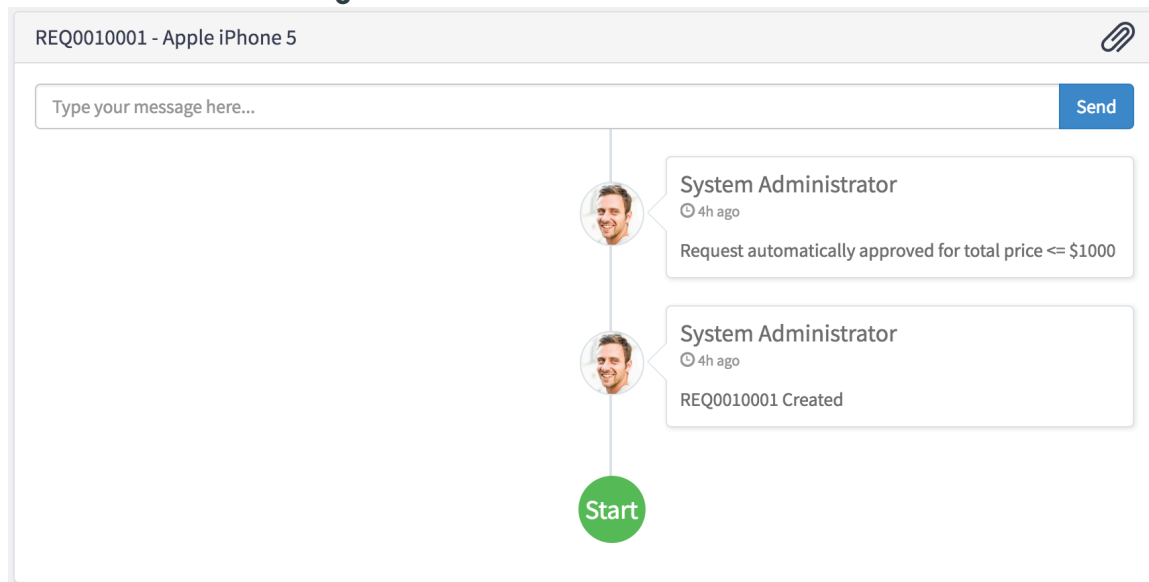 REQ0010001 - Apple iPhone 5
Type your message here...
Send
System Administrator
4h ago
Request automatically approved for total price <= $1000
System Administrator
4h ago
REQ0010001 Created
Start